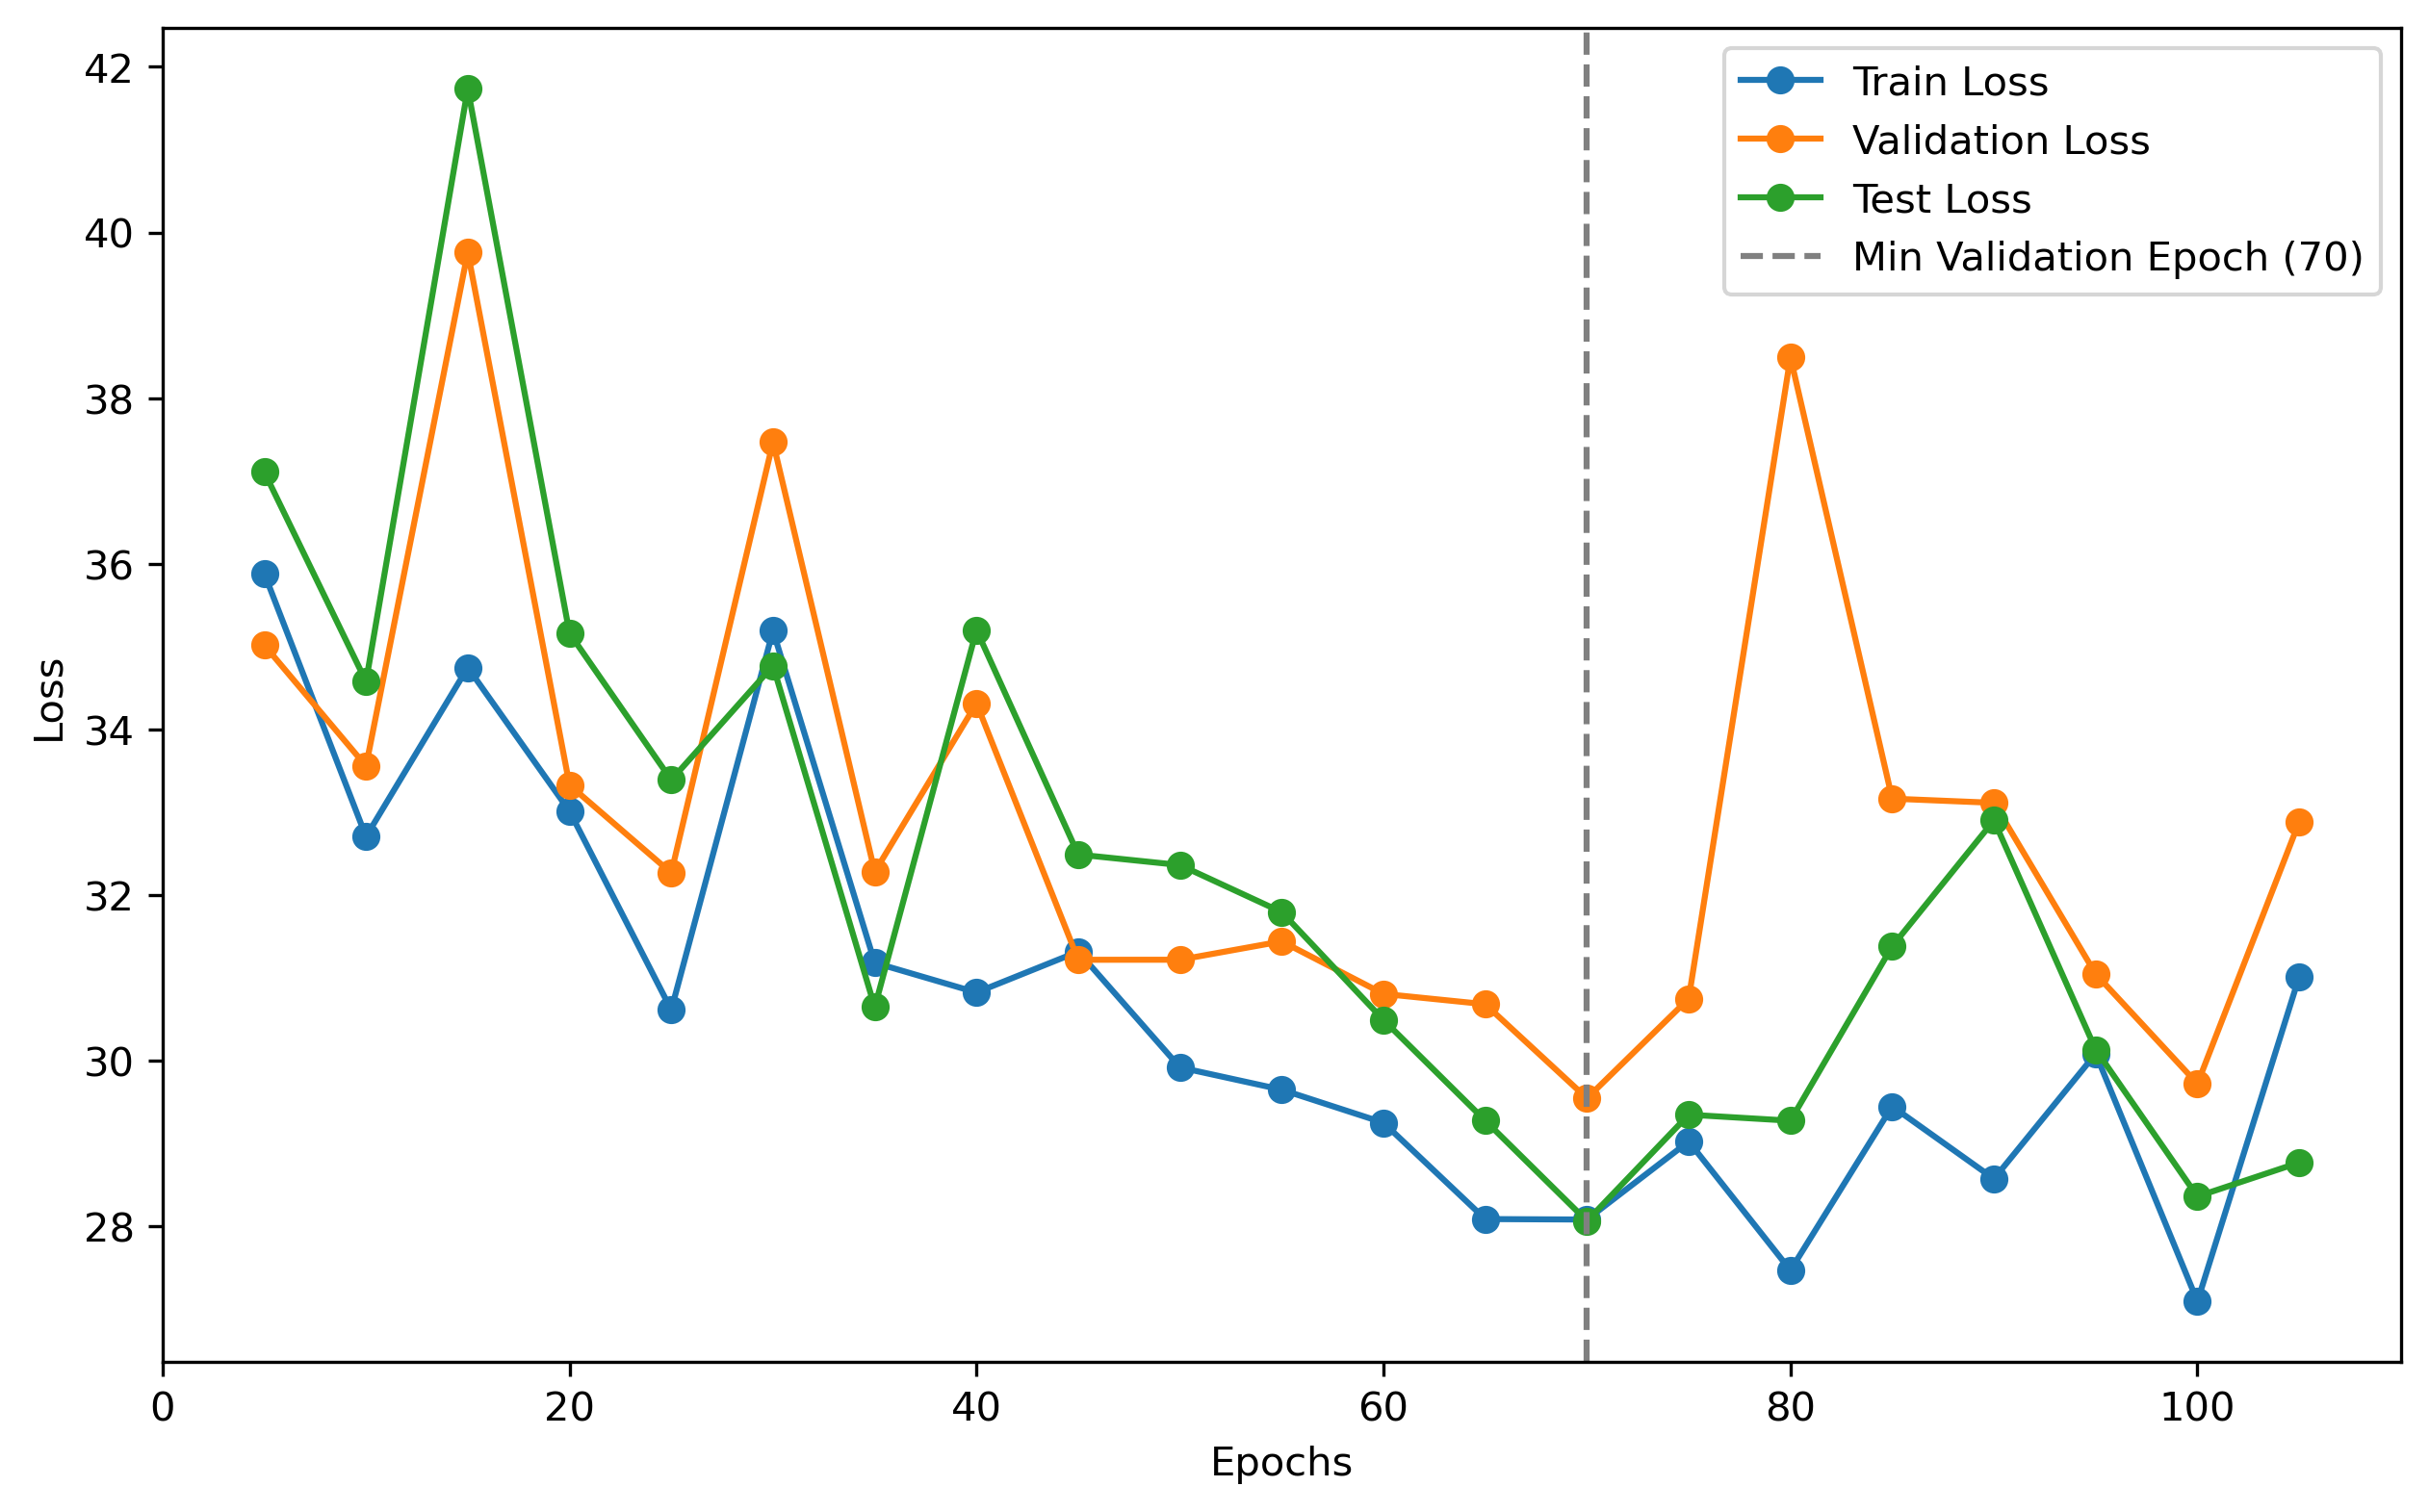 42
40
38
36
34
32
30
28
Loss
0 20 40 60 80 100
Epochs
Train Loss
Validation Loss
Test Loss
Min Validation Epoch (70)